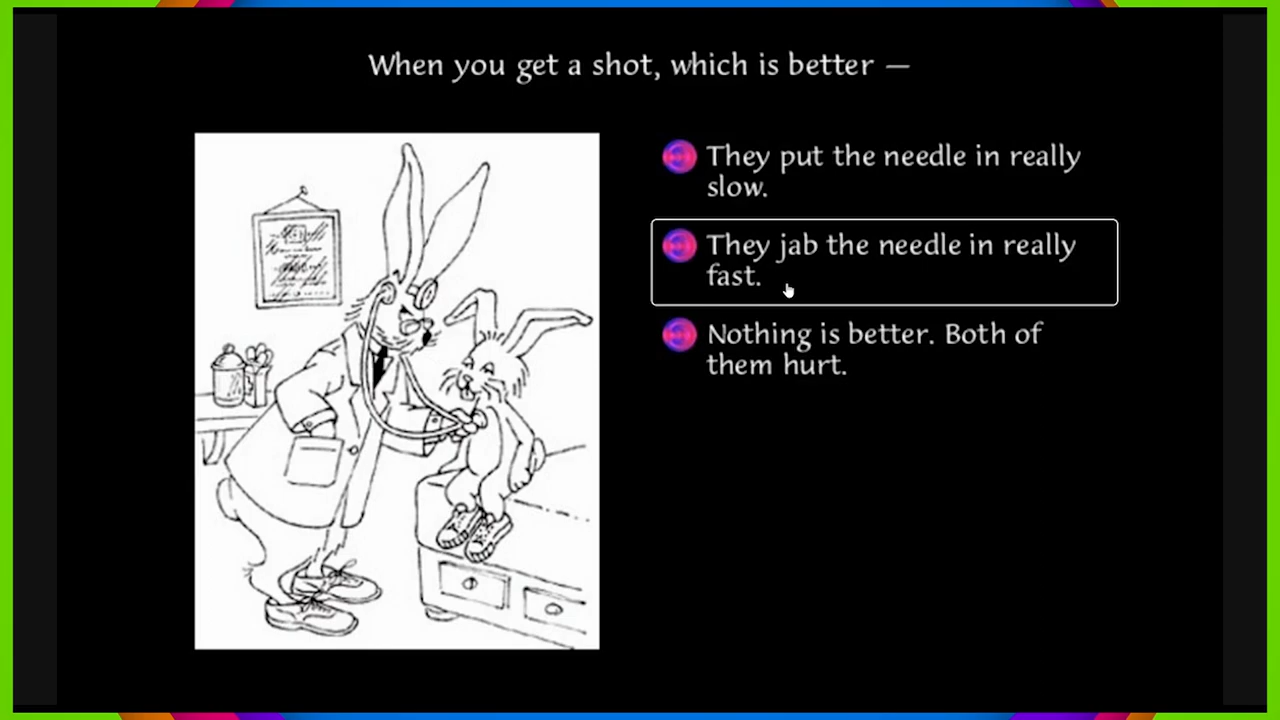 When you get a shot, which is better —
They put the needle in really
slow.
They jab the needle in really
fast.
Nothing is better. Both of
them hurt.